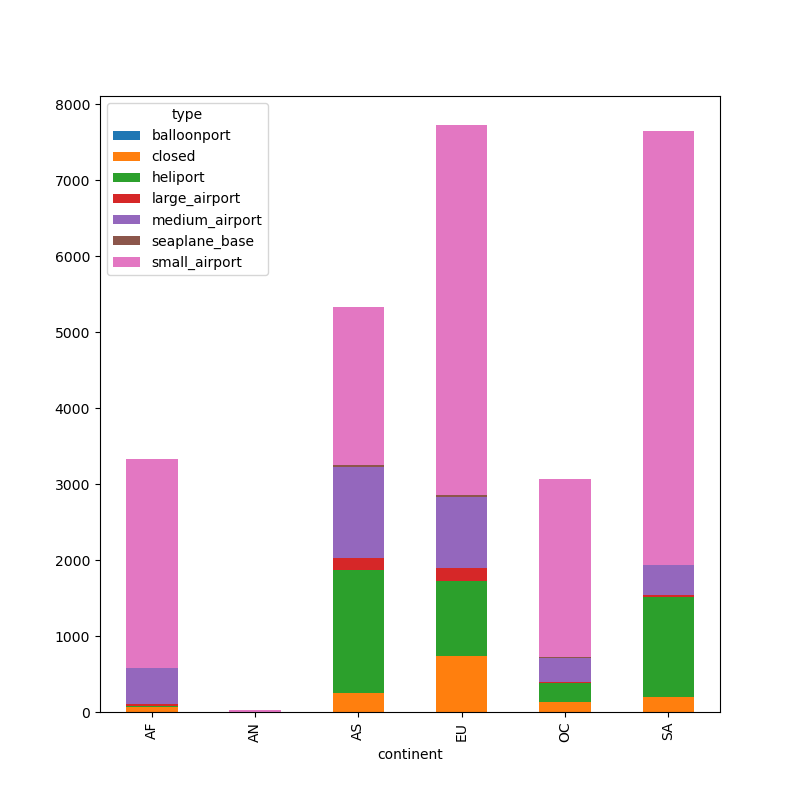 8000
7000
6000
5000
4000
3000
2000
1000
0
type
balloonport
closed
heliport
large_airport
medium_airport
seaplane_base
small_airport
AF
AN
AS
EU
OC
SA
continent